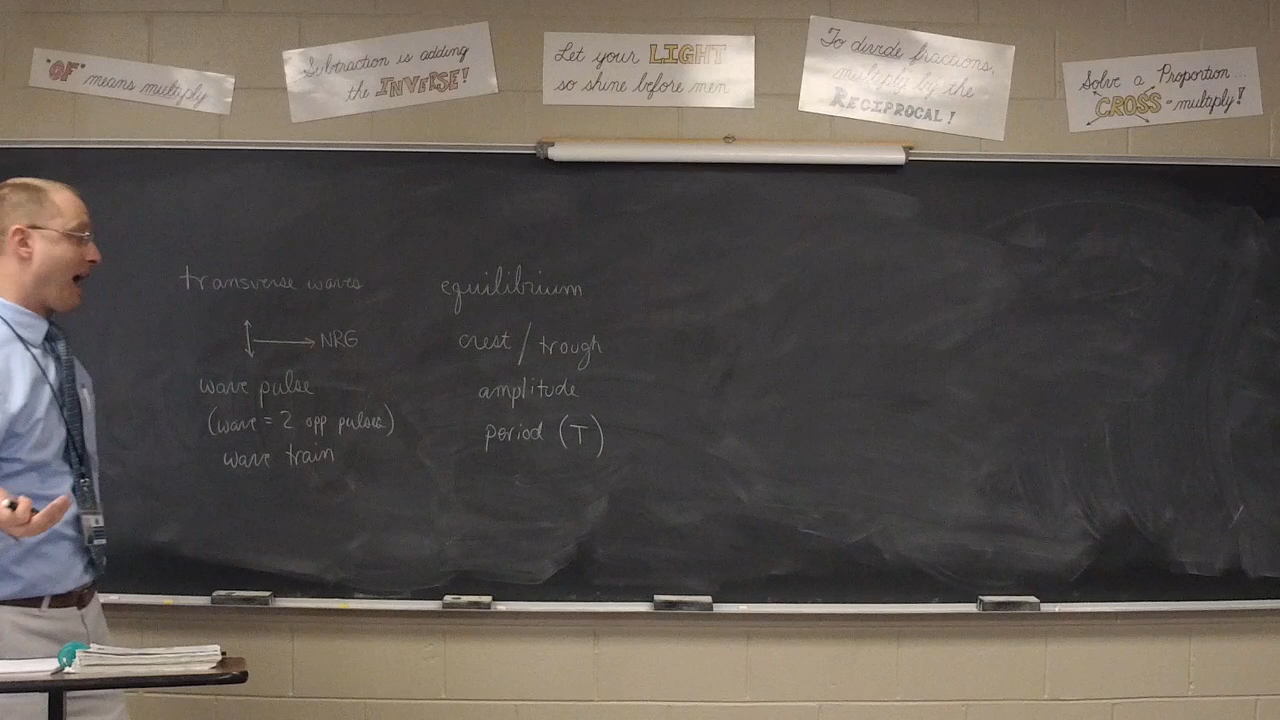 "OF" means multiply
Subtraction is adding
the INVERSE!
Let your LIGHT
so shine before men
To divide fractions,
multiply by the
RECIPROCAL!
Solve a Proportion...
CROSS-multiply!
transverse waves
NRG
wave pulse
(wave = 2 opp pulses)
wave train
equilibrium
crest / trough
amplitude
period (T)